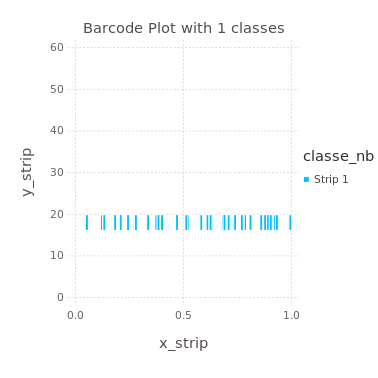 Barcode Plot with 1 classes
60
50
40
30
20
10
0
0.0
0.5
1.0
y_strip
x_strip
classe_nb
Strip 1